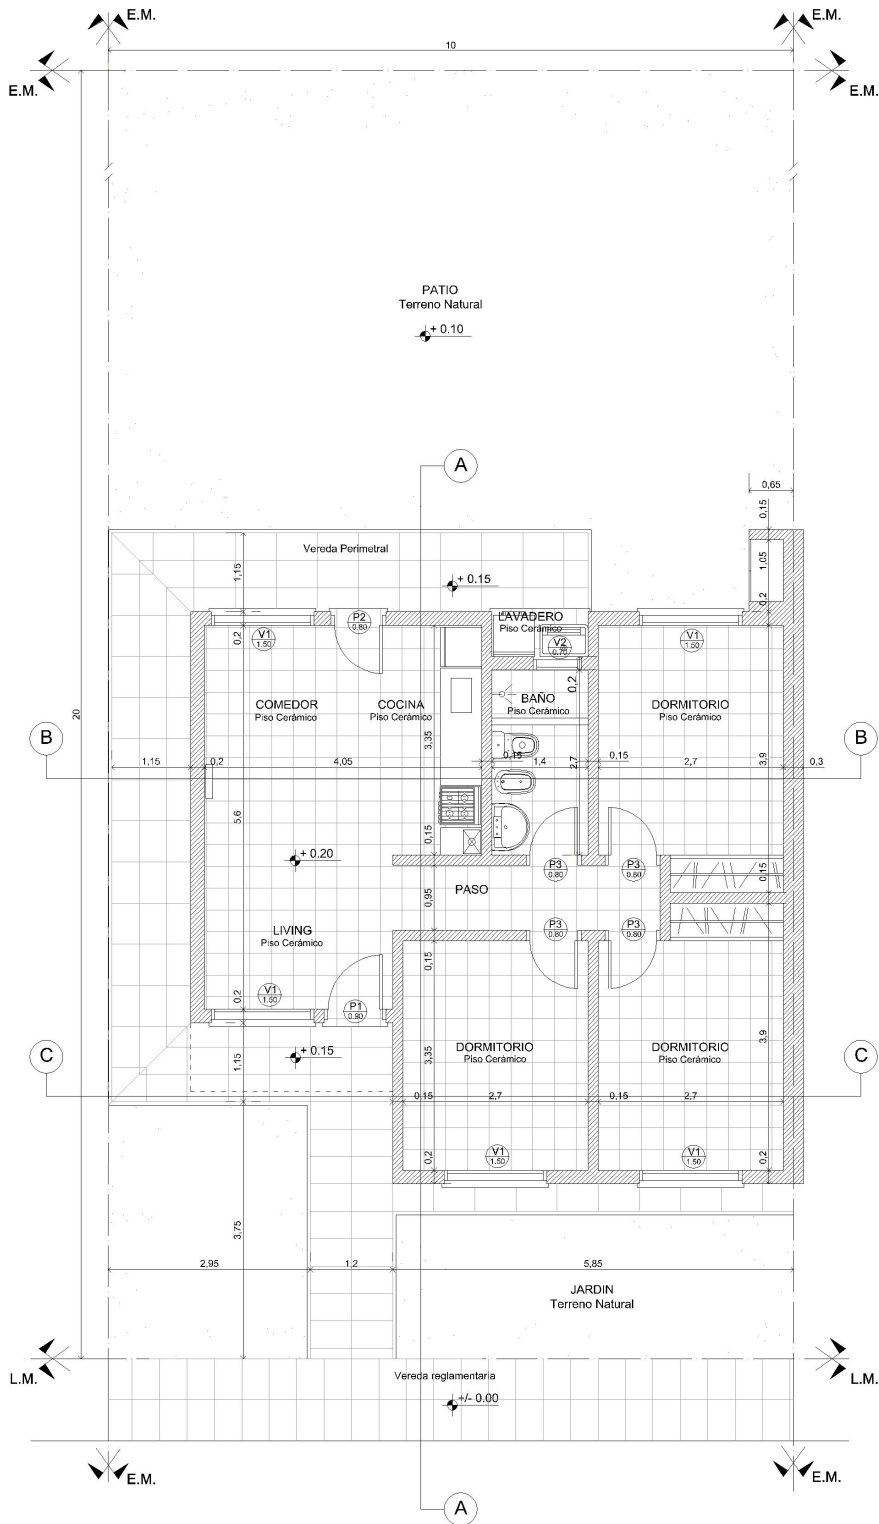 E.M.
E.M.
10
E.M.
E.M.
PATIO
Terreno Natural
+ 0.10
A
0,65
0,15
Vereda Perimetral
1,15
1,05
+ 0.15
0,2
LAVADERO
Piso Cerámico
P2
0.80
V1
1.50
V2
0.70
V1
1.50
0,2
0,2
COMEDOR
Piso Cerámico
COCINA
Piso Cerámico
BAÑO
Piso Cerámico
DORMITORIO
Piso Cerámico
20
B
B
3,35
1,15
0,2
4,05
0,15
1,4
2,7
0,15
2,7
3,9
0,3
5,6
0,15
+ 0.20
P3
0.80
P3
0.80
0,15
PASO
0,95
LIVING
Piso Cerámico
P3
0.80
P3
0.80
0,15
0,2
V1
1.50
P1
0.90
3,9
C
C
+ 0.15
1,15
3,35
DORMITORIO
Piso Cerámico
DORMITORIO
Piso Cerámico
0,15
2,7
0,15
2,7
V1
1.50
V1
1.50
0,2
0,2
3,75
2,95
1,2
5,85
JARDIN
Terreno Natural
L.M.
L.M.
Vereda reglamentaria
+/- 0.00
E.M.
E.M.
A